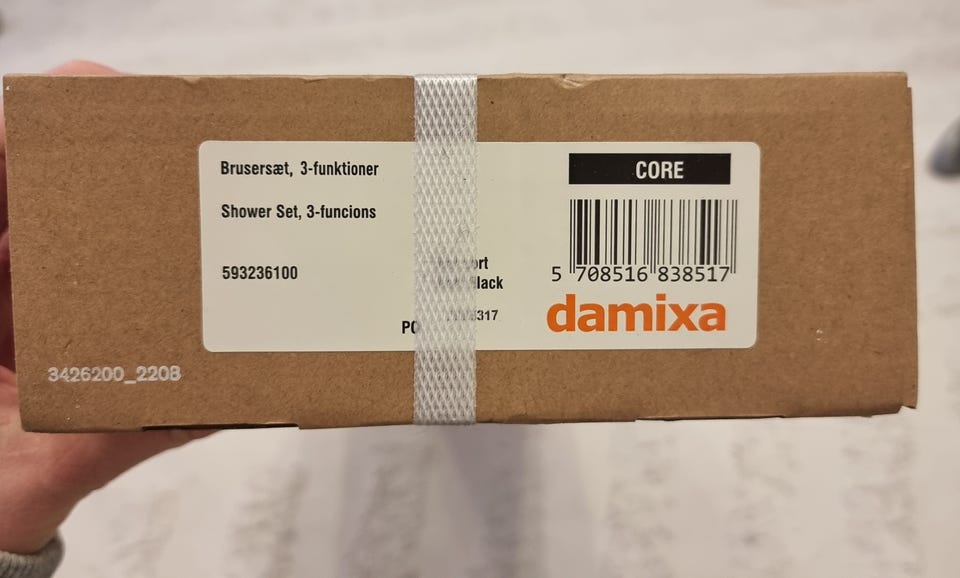 Brusersæt, 3-funktioner
Shower Set, 3-funcions
593236100
CORE
5 708516 838517
damixa
3426200_2208